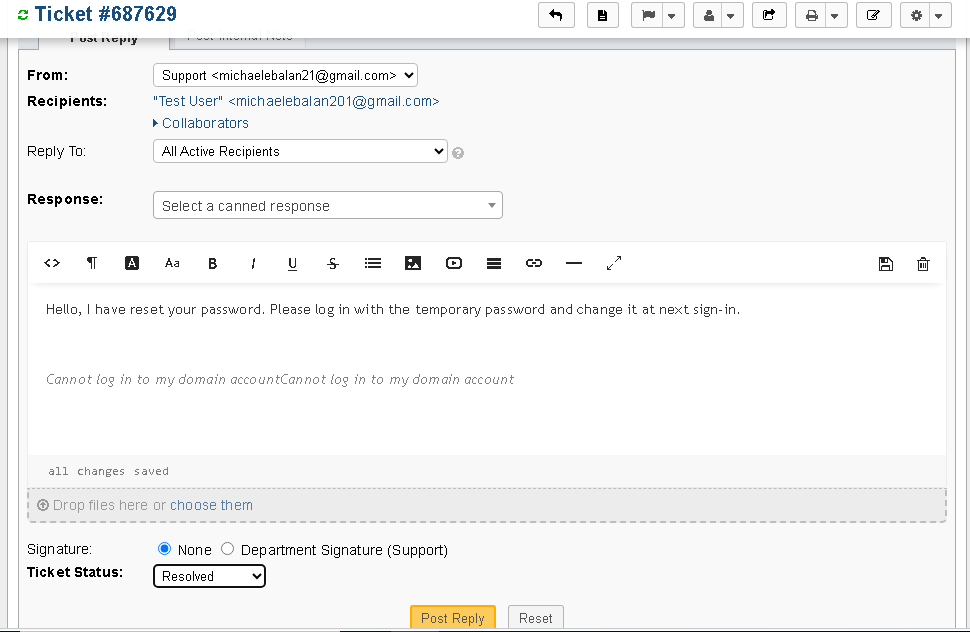 Ticket #687629
Post Reply
Post Internal Note
From:
Support <michaelebalan21@gmail.com>
Recipients:
"Test User" <michaelebalan201@gmail.com>
Collaborators
Reply To:
All Active Recipients
Response:
Select a canned response
<> ¶ A Aa B I U S
Hello, I have reset your password. Please log in with the temporary password and change it at next sign-in.
Cannot log in to my domain accountCannot log in to my domain account
all changes saved
Drop files here or choose them
Signature:
None Department Signature (Support)
Ticket Status:
Resolved
Post Reply Reset